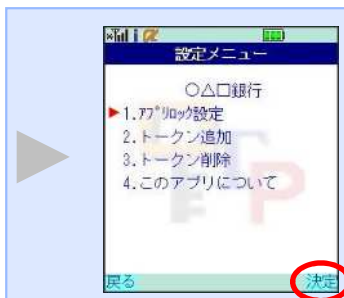 設定メニュー
○△□銀行
1.ｱﾌﾟﾘﾛｯｸ設定
2.トークン追加
3.トークン削除
4.このアプリについて
戻る 決定